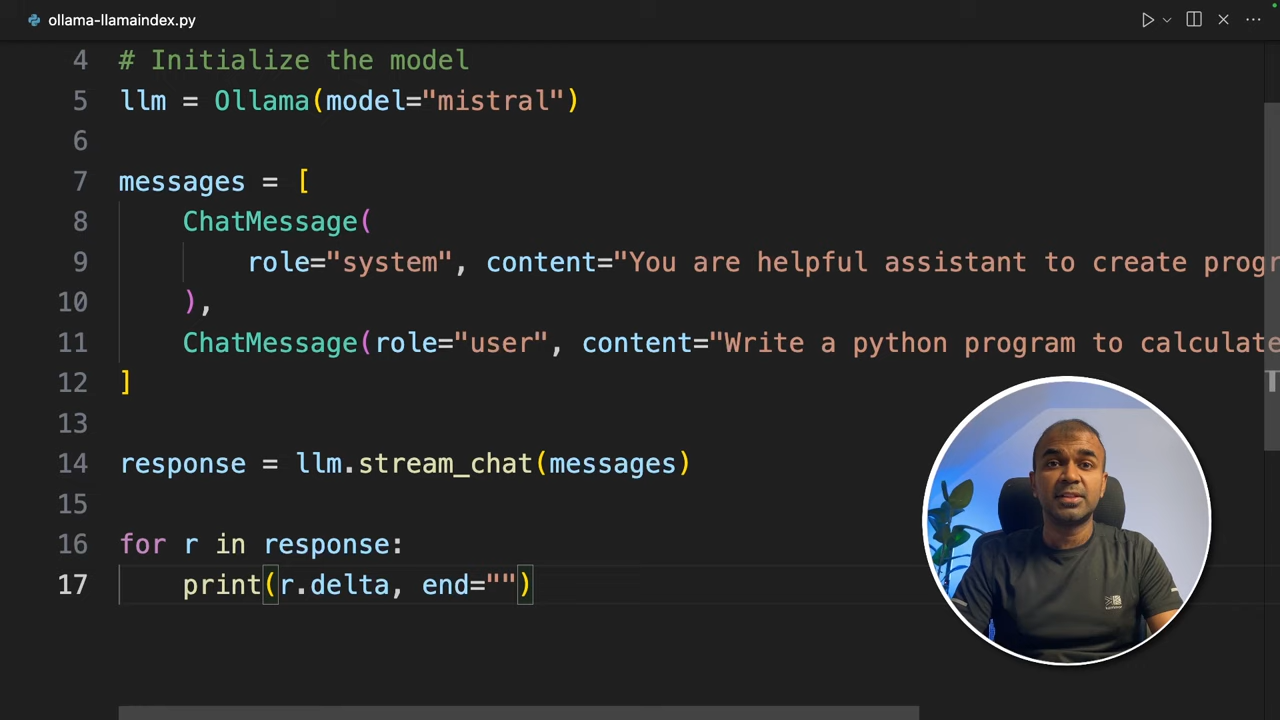 ollama-llamaindex.py
4 # Initialize the model
5 llm = Ollama(model="mistral")
6
7 messages = [
8 ChatMessage(
9 role="system", content="You are helpful assistant to create progr
10 ),
11 ChatMessage(role="user", content="Write a python program to calculate
12 ]
13
14 response = llm.stream_chat(messages)
15
16 for r in response:
17 print(r.delta, end="")